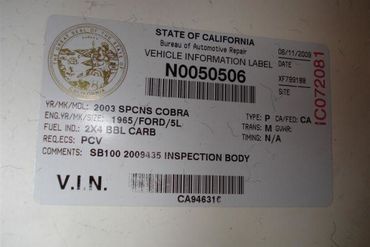 STATE OF CALIFORNIA
Bureau of Automotive Repair
VEHICLE INFORMATION LABEL
N0050506
08/11/2009
DATE
XF799188
SITE
IC072081
YR/MK/MDL: 2003 SPCNS COBRA
ENG.YR/MK/SIZE: 1965/FORD/5L
TYPE: P CA/FED: CA
FUEL IND: 2X4 BBL CARB
TRANS: M GVWR:
REQ.ECS: PCV
TIMING: N/A
COMMENTS: SB100 2009435 INSPECTION BODY
V.I.N.
CA946316